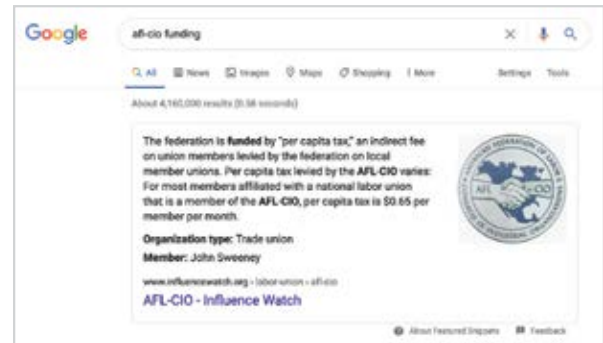 Google
afl-cio funding
All News Images Maps Shopping More Settings Tools
About 4,160,000 results (0.56 seconds)
The federation is funded by "per capita tax," an indirect fee
on union members levied by the federation on local
member unions. Per capita tax levied by the AFL-CIO varies:
For most members affiliated with a national labor union
that is a member of the AFL-CIO, per capita tax is $0.65 per
member per month.
AFL CIO
Organization type: Trade union
Member: John Sweeney
www.influencewatch.org › labor-union › afl-cio
AFL-CIO - Influence Watch
About Featured Snippets Feedback